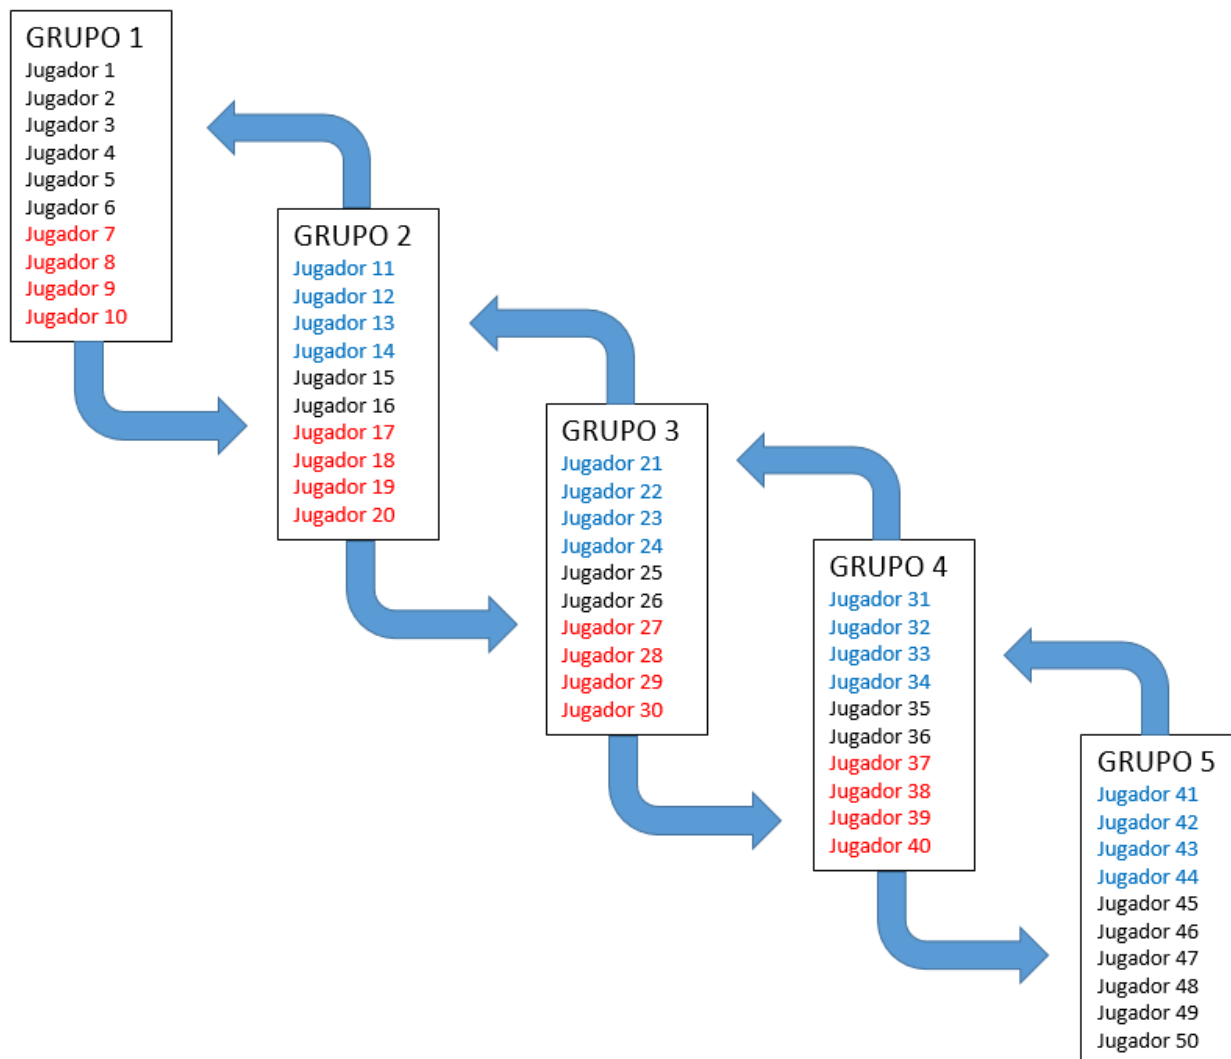 GRUPO 1
Jugador 1
Jugador 2
Jugador 3
Jugador 4
Jugador 5
Jugador 6
Jugador 7
Jugador 8
Jugador 9
Jugador 10
GRUPO 2
Jugador 11
Jugador 12
Jugador 13
Jugador 14
Jugador 15
Jugador 16
Jugador 17
Jugador 18
Jugador 19
Jugador 20
GRUPO 3
Jugador 21
Jugador 22
Jugador 23
Jugador 24
Jugador 25
Jugador 26
Jugador 27
Jugador 28
Jugador 29
Jugador 30
GRUPO 4
Jugador 31
Jugador 32
Jugador 33
Jugador 34
Jugador 35
Jugador 36
Jugador 37
Jugador 38
Jugador 39
Jugador 40
GRUPO 5
Jugador 41
Jugador 42
Jugador 43
Jugador 44
Jugador 45
Jugador 46
Jugador 47
Jugador 48
Jugador 49
Jugador 50